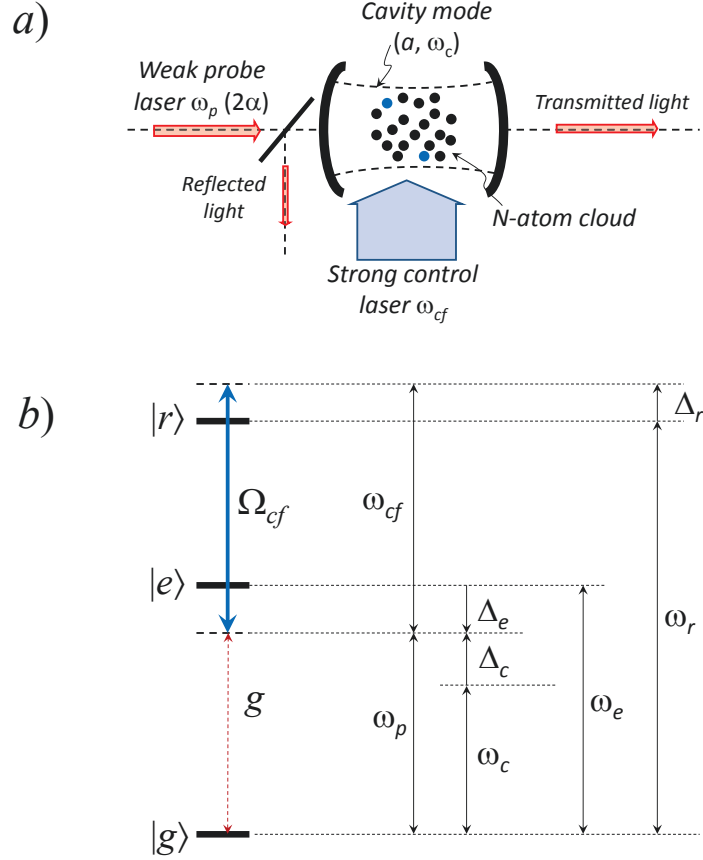 a)
Cavity mode
(a, ω_c)
Weak probe
laser ω_p (2α)
Transmitted light
Reflected
light
N-atom cloud
Strong control
laser ω_cf
b)
|r⟩
Δ_r
Ω_cf
ω_cf
|e⟩
Δ_e
ω_r
Δ_c
g
ω_p
ω_e
ω_c
|g⟩